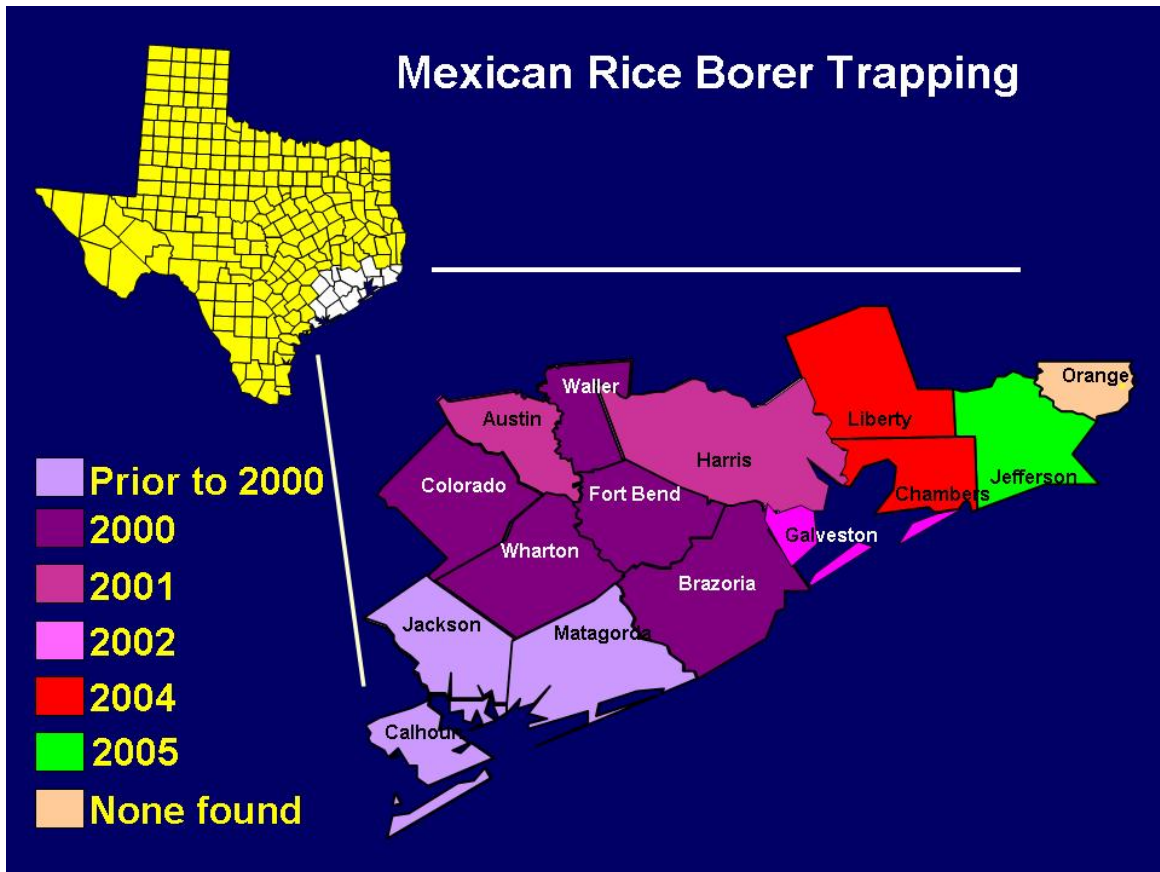 Mexican Rice Borer Trapping
Orange
Waller
Austin
Liberty
Harris
Jefferson
Colorado
Fort Bend
Chambers
Galveston
Wharton
Brazoria
Jackson
Matagorda
Calhoun
Prior to 2000
2000
2001
2002
2004
2005
None found